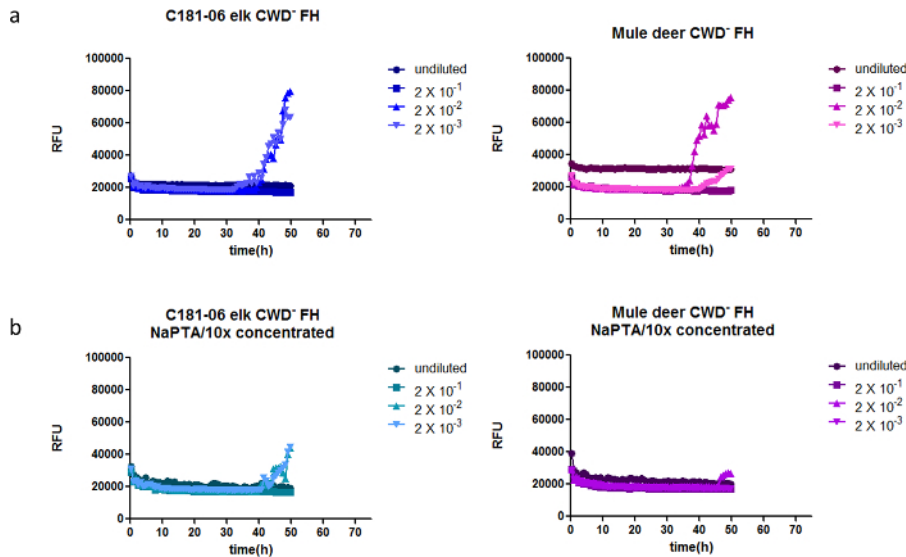 a
C181-06 elk CWD⁻ FH
100000
80000
60000
40000
20000
0
RFU
0 10 20 30 40 50 60 70
time(h)
undiluted
2 X 10⁻¹
2 X 10⁻²
2 X 10⁻³
Mule deer CWD⁻ FH
100000
80000
60000
40000
20000
0
RFU
0 10 20 30 40 50 60 70
time(h)
undiluted
2 X 10⁻¹
2 X 10⁻²
2 X 10⁻³
b
C181-06 elk CWD⁻ FH
NaPTA/10x concentrated
100000
80000
60000
40000
20000
0
RFU
0 10 20 30 40 50 60 70
time(h)
undiluted
2 X 10⁻¹
2 X 10⁻²
2 X 10⁻³
Mule deer CWD⁻ FH
NaPTA/10x concentrated
100000
80000
60000
40000
20000
0
RFU
0 10 20 30 40 50 60 70
time(h)
undiluted
2 X 10⁻¹
2 X 10⁻²
2 X 10⁻³